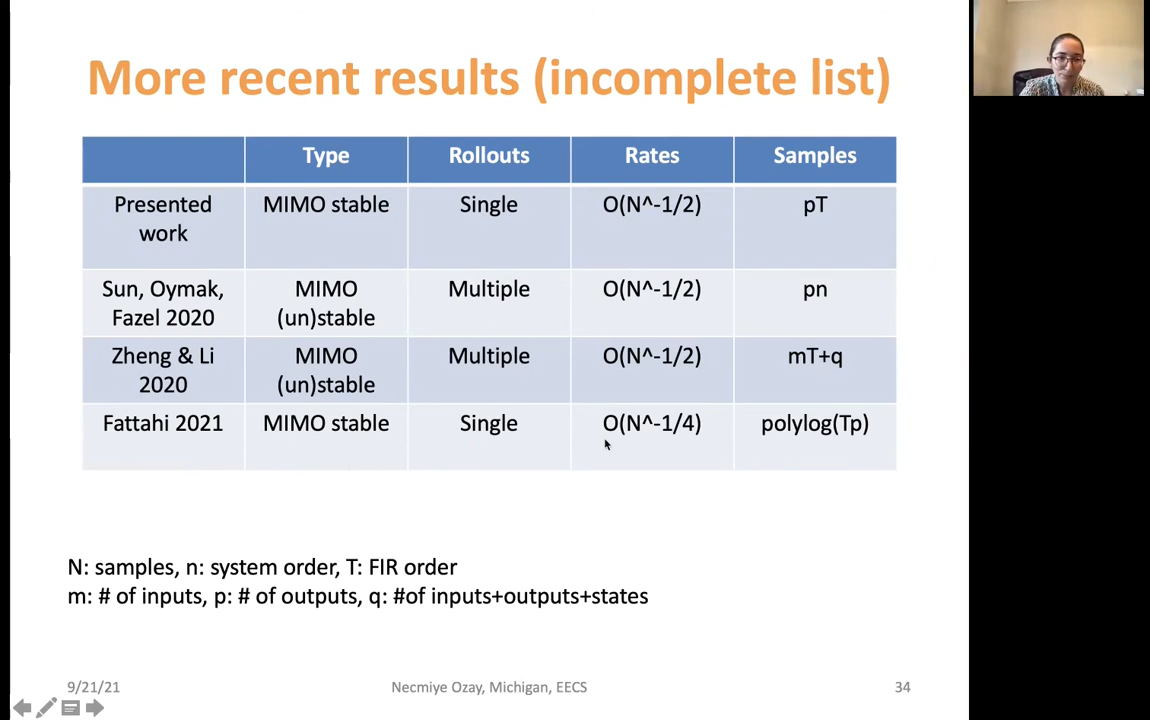 More recent results (incomplete list)
Type Rollouts Rates Samples
Presented work MIMO stable Single O(N^-1/2) pT
Sun, Oymak, Fazel 2020 MIMO (un)stable Multiple O(N^-1/2) pn
Zheng & Li 2020 MIMO (un)stable Multiple O(N^-1/2) mT+q
Fattahi 2021 MIMO stable Single O(N^-1/4) polylog(Tp)
N: samples, n: system order, T: FIR order
m: # of inputs, p: # of outputs, q: #of inputs+outputs+states
9/21/21 Necmiye Ozay, Michigan, EECS 34